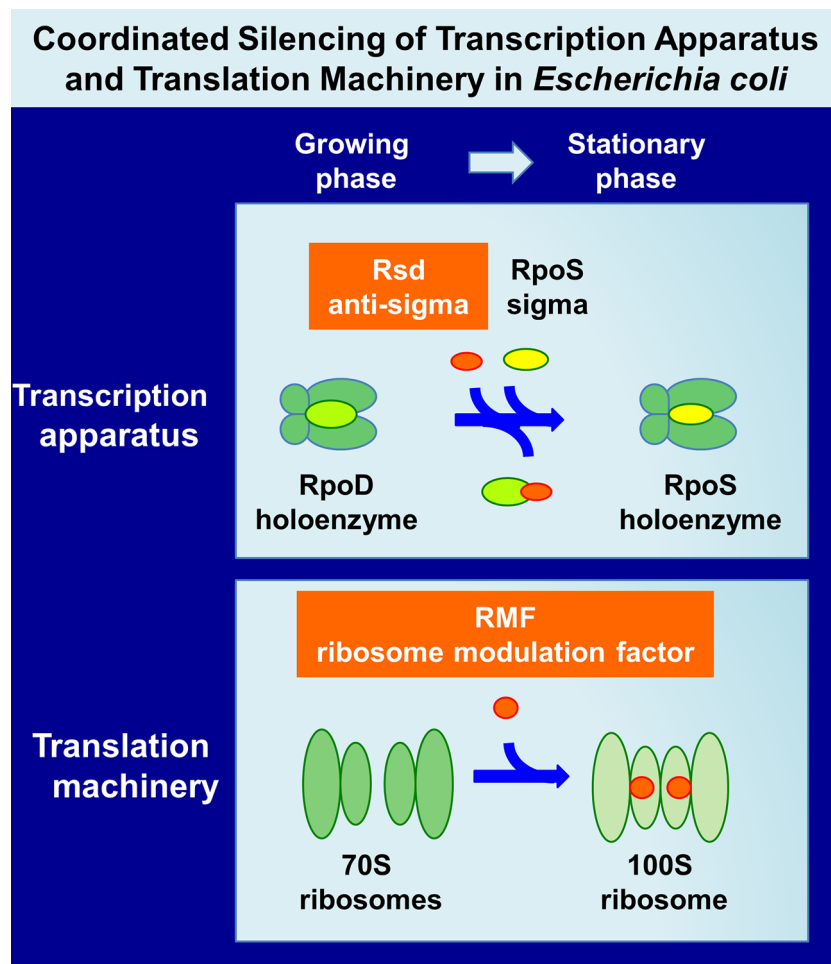 Coordinated Silencing of Transcription Apparatus
and Translation Machinery in Escherichia coli
Growing
phase
Stationary
phase
Rsd
anti-sigma
RpoS
sigma
Transcription
apparatus
RpoD
holoenzyme
RpoS
holoenzyme
RMF
ribosome modulation factor
Translation
machinery
70S
ribosomes
100S
ribosome